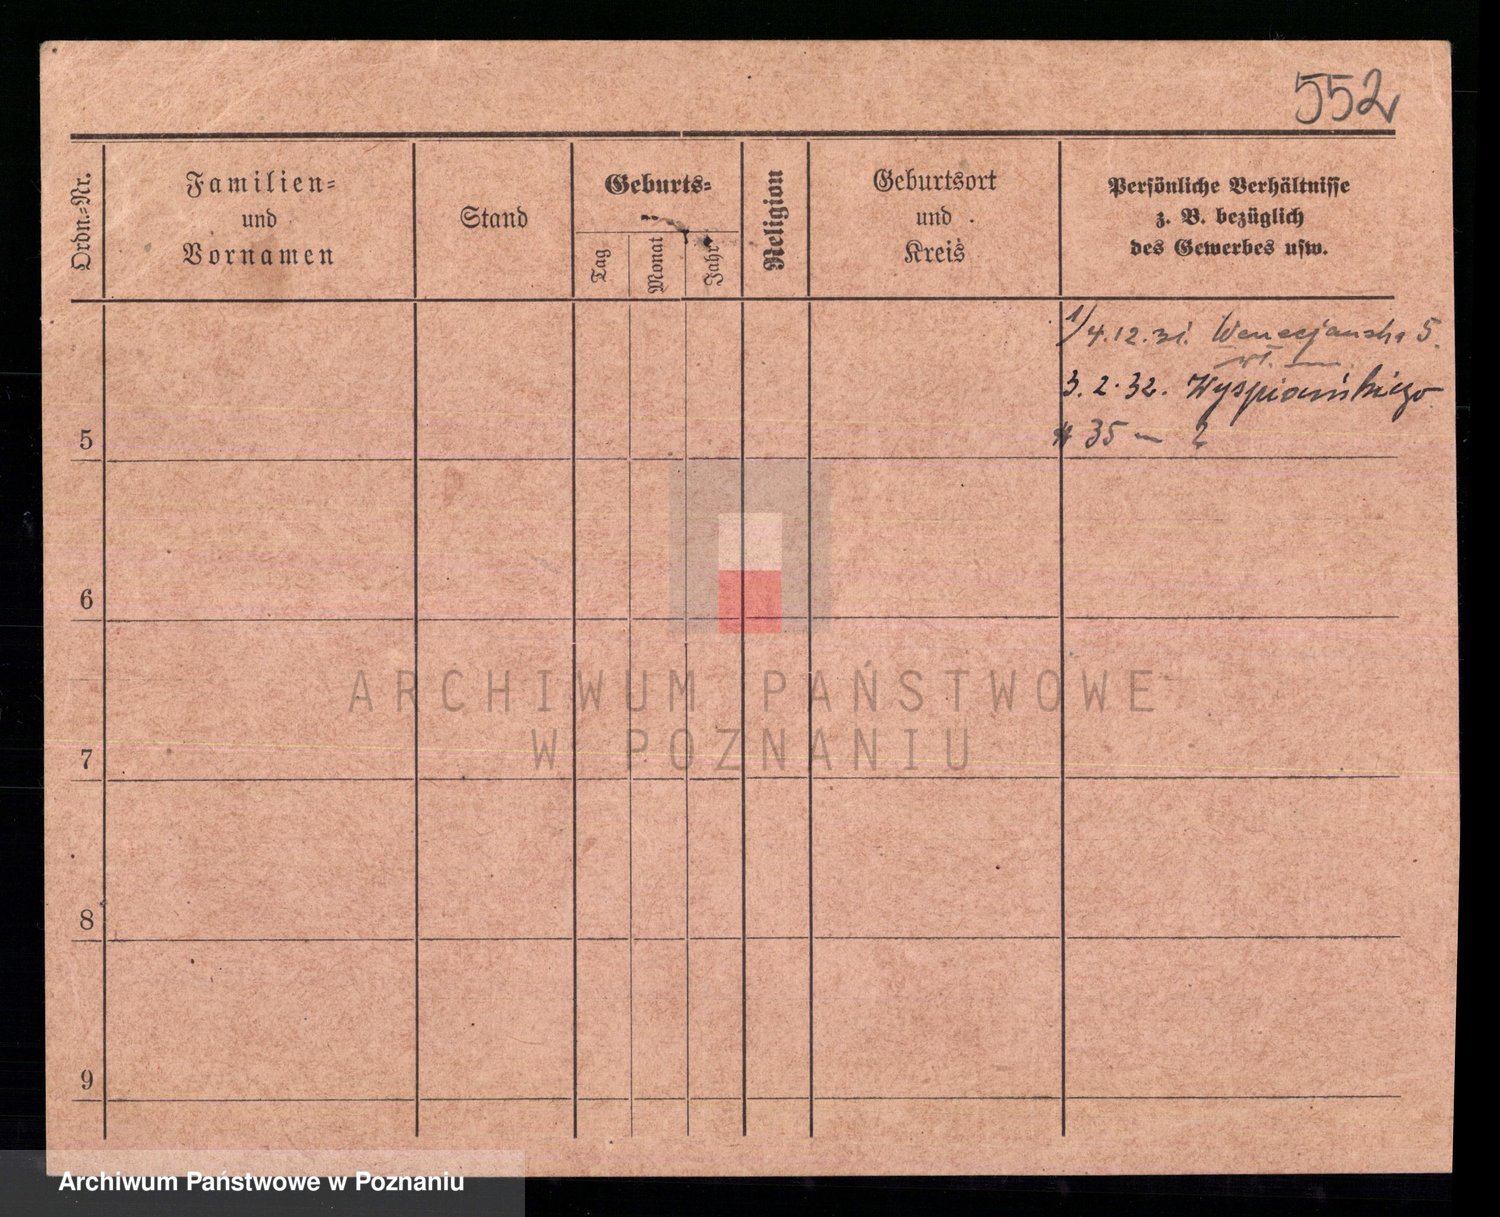 552
Ordn.-Nr.
Familien-
und
Vornamen
Stand
Geburts-
Tag
Monat
Jahr
Religion
Geburtsort
und
Kreis
Persönliche Verhältnisse
z. B. bezüglich
des Gewerbes usw.
1/4.12.31. Wenecjańska 5.
wł.
3.2.32. Wyspiańskiego
# 35 — 2
5
6
7
8
9
ARCHIWUM PAŃSTWOWE
W POZNANIU
Archiwum Państwowe w Poznaniu